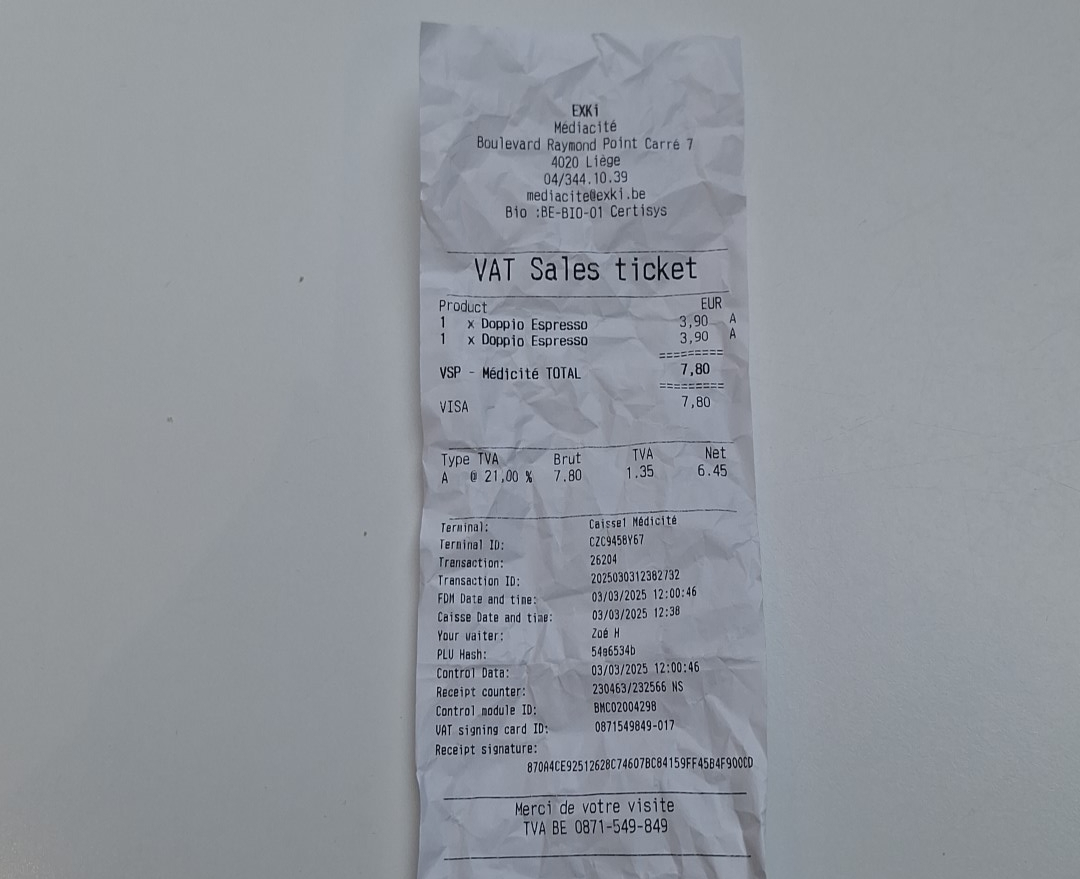 EXKi
Médiacité
Boulevard Raymond Point Carré 7
4020 Liège
04/344.10.39
mediacite@exki.be
Bio :BE-BIO-01 Certisys
VAT Sales ticket
Product EUR
1 x Doppio Espresso 3,90 A
1 x Doppio Espresso 3,90 A
=========
VSP - Médicité TOTAL 7,80
=========
VISA - 7,80
Type TVA Brut TVA Net
A @ 21,00 % 7.80 1.35 6.45
Terminal: Caisse1 Médicité
Terminal ID: CZC9458Y67
Transaction: 26204
Transaction ID: 2025030312382732
FDM Date and time: 03/03/2025 12:00:46
Caisse Date and time: 03/03/2025 12:38
Your waiter: Zoé H
PLU Hash: 54g6534b
Control Data: 03/03/2025 12:00:46
Receipt counter: 230463/232566 NS
Control module ID: BMC02004298
VAT signing card ID: 0871549849-017
Receipt signature:
870A4CE92512628C74607BC84159FF45B4F900CD
Merci de votre visite
TVA BE 0871-549-849